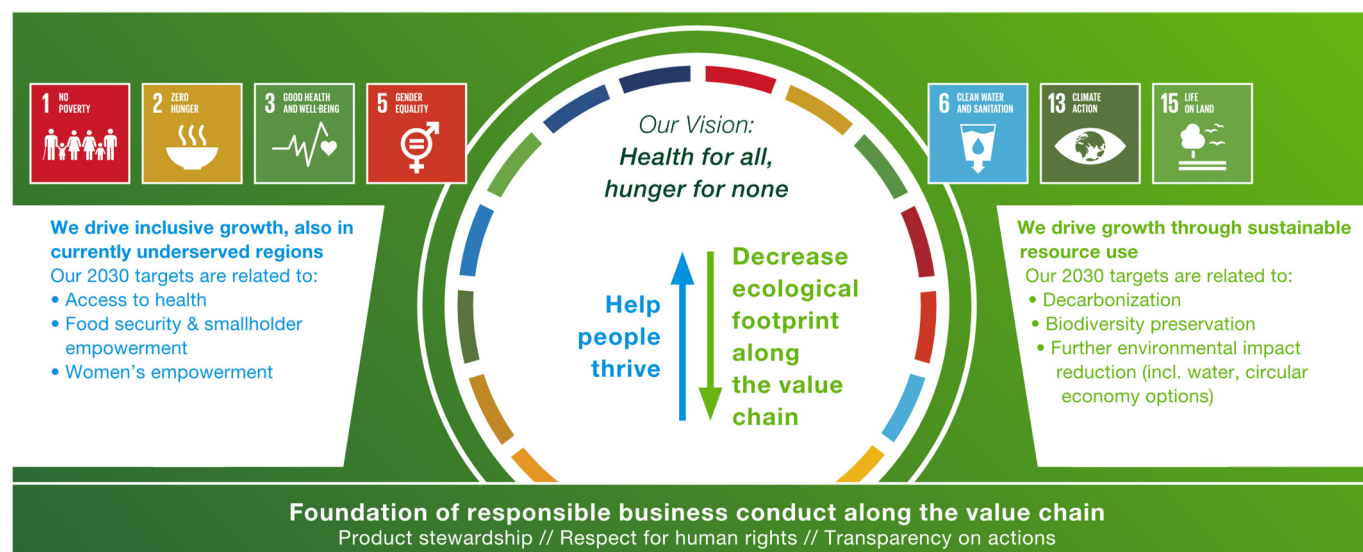 1 NO
POVERTY
2 ZERO
HUNGER
3 GOOD HEALTH
AND WELL-BEING
5 GENDER
EQUALITY
We drive inclusive growth, also in
currently underserved regions
Our 2030 targets are related to:
• Access to health
• Food security & smallholder
empowerment
• Women’s empowerment
Our Vision:
Health for all,
hunger for none
Help
people
thrive
Decrease
ecological
footprint
along
the value
chain
6 CLEAN WATER
AND SANITATION
13 CLIMATE
ACTION
15 LIFE
ON LAND
We drive growth through sustainable
resource use
Our 2030 targets are related to:
• Decarbonization
• Biodiversity preservation
• Further environmental impact
reduction (incl. water, circular
economy options)
Foundation of responsible business conduct along the value chain
Product stewardship // Respect for human rights // Transparency on actions